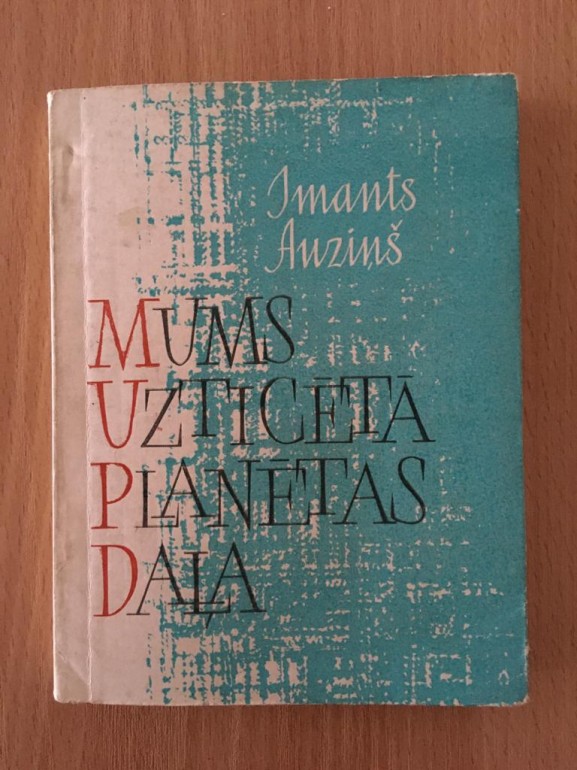 Imants
Auziņš
MUMS
UZTICĒTĀ
PLANĒTAS
DAĻA